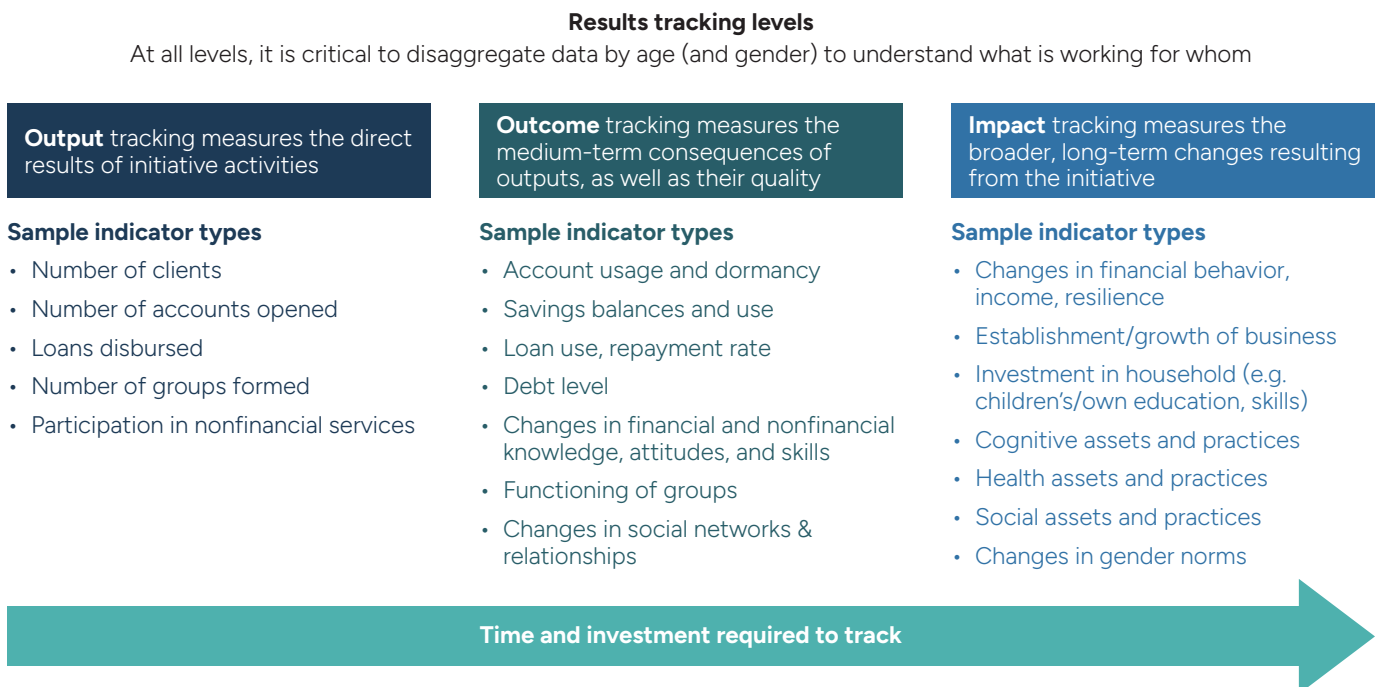 Results tracking levels
At all levels, it is critical to disaggregate data by age (and gender) to understand what is working for whom
Output tracking measures the direct
results of initiative activities
Sample indicator types
• Number of clients
• Number of accounts opened
• Loans disbursed
• Number of groups formed
• Participation in nonfinancial services
Outcome tracking measures the
medium-term consequences of
outputs, as well as their quality
Sample indicator types
• Account usage and dormancy
• Savings balances and use
• Loan use, repayment rate
• Debt level
• Changes in financial and nonfinancial
knowledge, attitudes, and skills
• Functioning of groups
• Changes in social networks &
relationships
Impact tracking measures the
broader, long-term changes resulting
from the initiative
Sample indicator types
• Changes in financial behavior,
income, resilience
• Establishment/growth of business
• Investment in household (e.g.
children’s/own education, skills)
• Cognitive assets and practices
• Health assets and practices
• Social assets and practices
• Changes in gender norms
Time and investment required to track